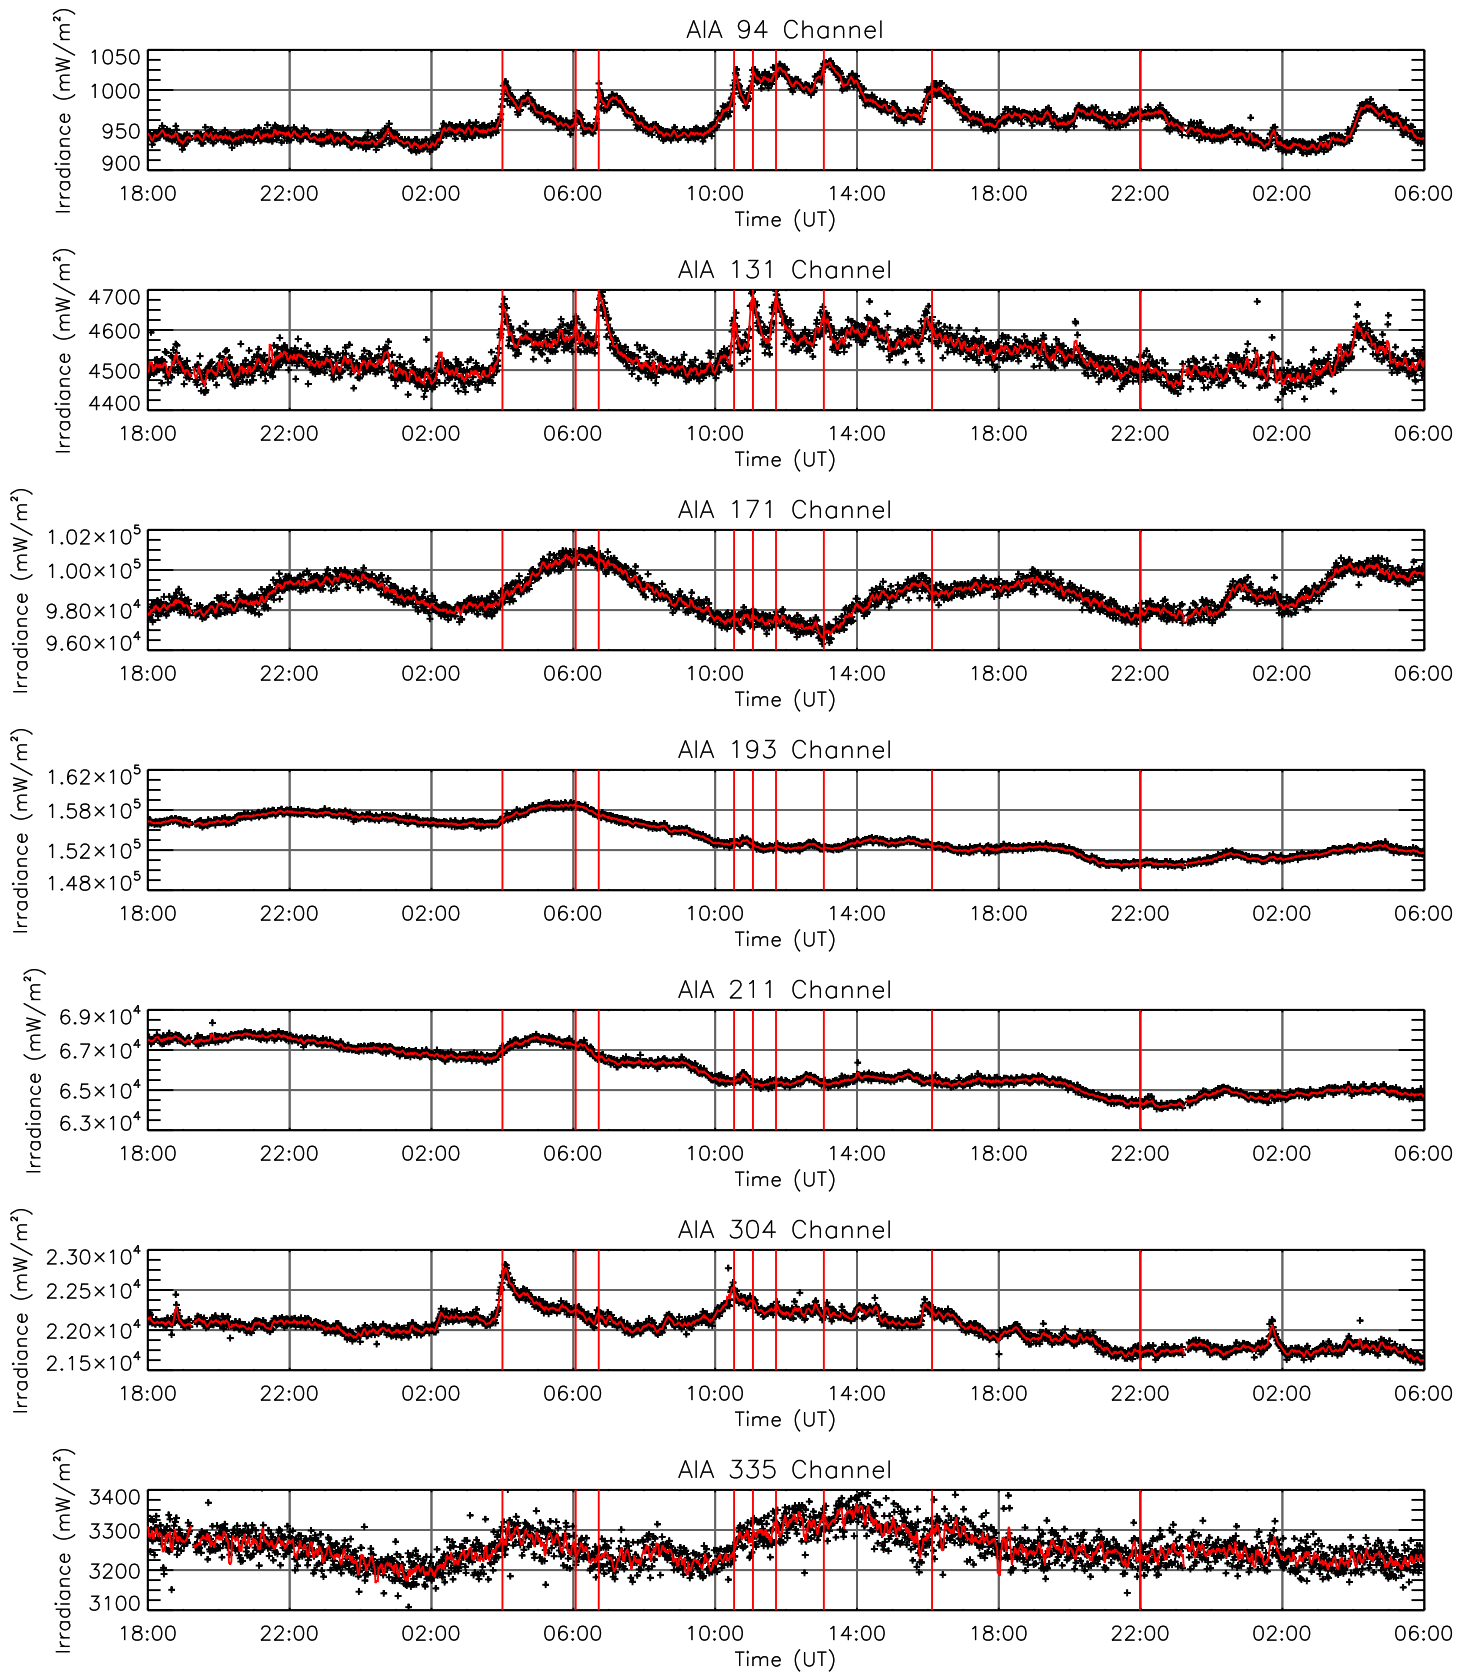 AIA 94 Channel
Irradiance (mW/m²)
1050
1000
950
900
18:00 22:00 02:00 06:00 10:00 14:00 18:00 22:00 02:00 06:00
Time (UT)
AIA 131 Channel
Irradiance (mW/m²)
4700
4600
4500
4400
18:00 22:00 02:00 06:00 10:00 14:00 18:00 22:00 02:00 06:00
Time (UT)
AIA 171 Channel
Irradiance (mW/m²)
1.02×10⁵
1.00×10⁵
9.80×10⁴
9.60×10⁴
18:00 22:00 02:00 06:00 10:00 14:00 18:00 22:00 02:00 06:00
Time (UT)
AIA 193 Channel
Irradiance (mW/m²)
1.62×10⁵
1.58×10⁵
1.52×10⁵
1.48×10⁵
18:00 22:00 02:00 06:00 10:00 14:00 18:00 22:00 02:00 06:00
Time (UT)
AIA 211 Channel
Irradiance (mW/m²)
6.9×10⁴
6.7×10⁴
6.5×10⁴
6.3×10⁴
18:00 22:00 02:00 06:00 10:00 14:00 18:00 22:00 02:00 06:00
Time (UT)
AIA 304 Channel
Irradiance (mW/m²)
2.30×10⁴
2.25×10⁴
2.20×10⁴
2.15×10⁴
18:00 22:00 02:00 06:00 10:00 14:00 18:00 22:00 02:00 06:00
Time (UT)
AIA 335 Channel
Irradiance (mW/m²)
3400
3300
3200
3100
18:00 22:00 02:00 06:00 10:00 14:00 18:00 22:00 02:00 06:00
Time (UT)